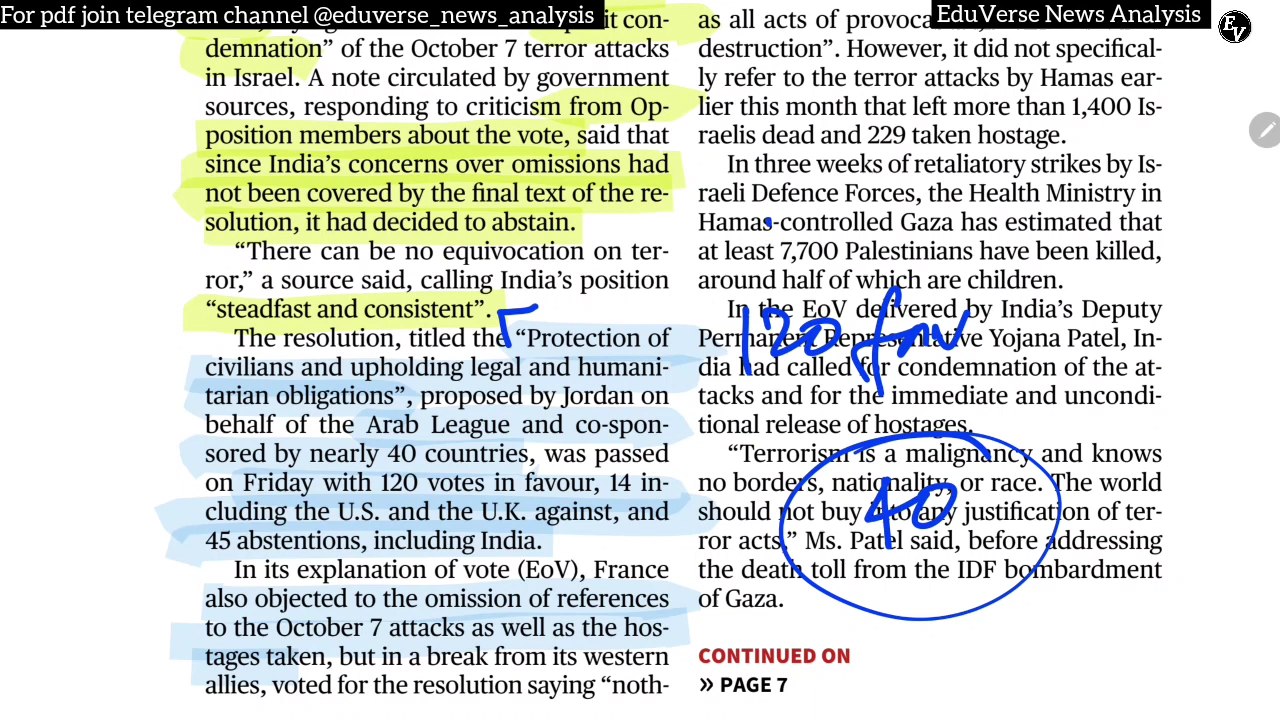 For pdf join telegram channel @eduverse_news_analysis
EduVerse News Analysis
EV
it con-
demnation” of the October 7 terror attacks
in Israel. A note circulated by government
sources, responding to criticism from Op-
position members about the vote, said that
since India’s concerns over omissions had
not been covered by the final text of the re-
solution, it had decided to abstain.
“There can be no equivocation on ter-
ror,” a source said, calling India’s position
“steadfast and consistent”.
The resolution, titled the “Protection of
civilians and upholding legal and humani-
tarian obligations”, proposed by Jordan on
behalf of the Arab League and co-spon-
sored by nearly 40 countries, was passed
on Friday with 120 votes in favour, 14 in-
cluding the U.S. and the U.K. against, and
45 abstentions, including India.
In its explanation of vote (EoV), France
also objected to the omission of references
to the October 7 attacks as well as the hos-
tages taken, but in a break from its western
allies, voted for the resolution saying “noth-
as all acts of
destruction”. However, it did not specifical-
ly refer to the terror attacks by Hamas ear-
lier this month that left more than 1,400 Is-
raelis dead and 229 taken hostage.
In three weeks of retaliatory strikes by Is-
raeli Defence Forces, the Health Ministry in
Hamas-controlled Gaza has estimated that
at least 7,700 Palestinians have been killed,
around half of which are children.
In the EoV delivered by India’s Deputy
Permanent Representative Yojana Patel, In-
dia had called for condemnation of the at-
tacks and for the immediate and uncondi-
tional release of hostages.
“Terrorism is a malignancy and knows
no borders, nationality, or race. The world
should not buy into any justification of ter-
ror acts,” Ms. Patel said, before addressing
the death toll from the IDF bombardment
of Gaza.
CONTINUED ON
» PAGE 7
120 fav
40